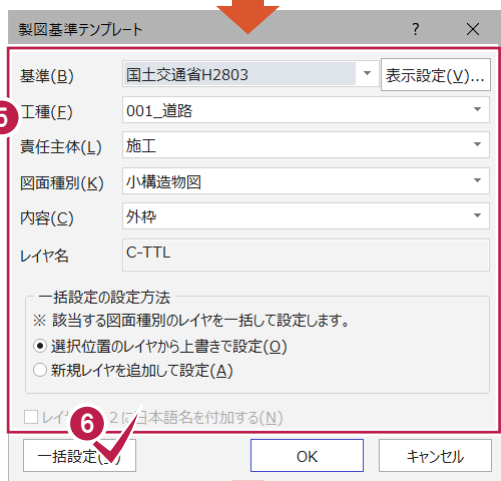 製図基準テンプレート ? ×
基準(B) 国土交通省H2803 表示設定(V)...
5
工種(F) 001_道路
責任主体(L) 施工
図面種別(K) 小構造物図
内容(C) 外枠
レイヤ名 C-TTL
一括設定の設定方法
※ 該当する図面種別のレイヤを一括して設定します。
選択位置のレイヤから上書きで設定(O)
新規レイヤを追加して設定(A)
レイ 2に日本語名を付加する(N)
6
一括設定( OK キャンセル